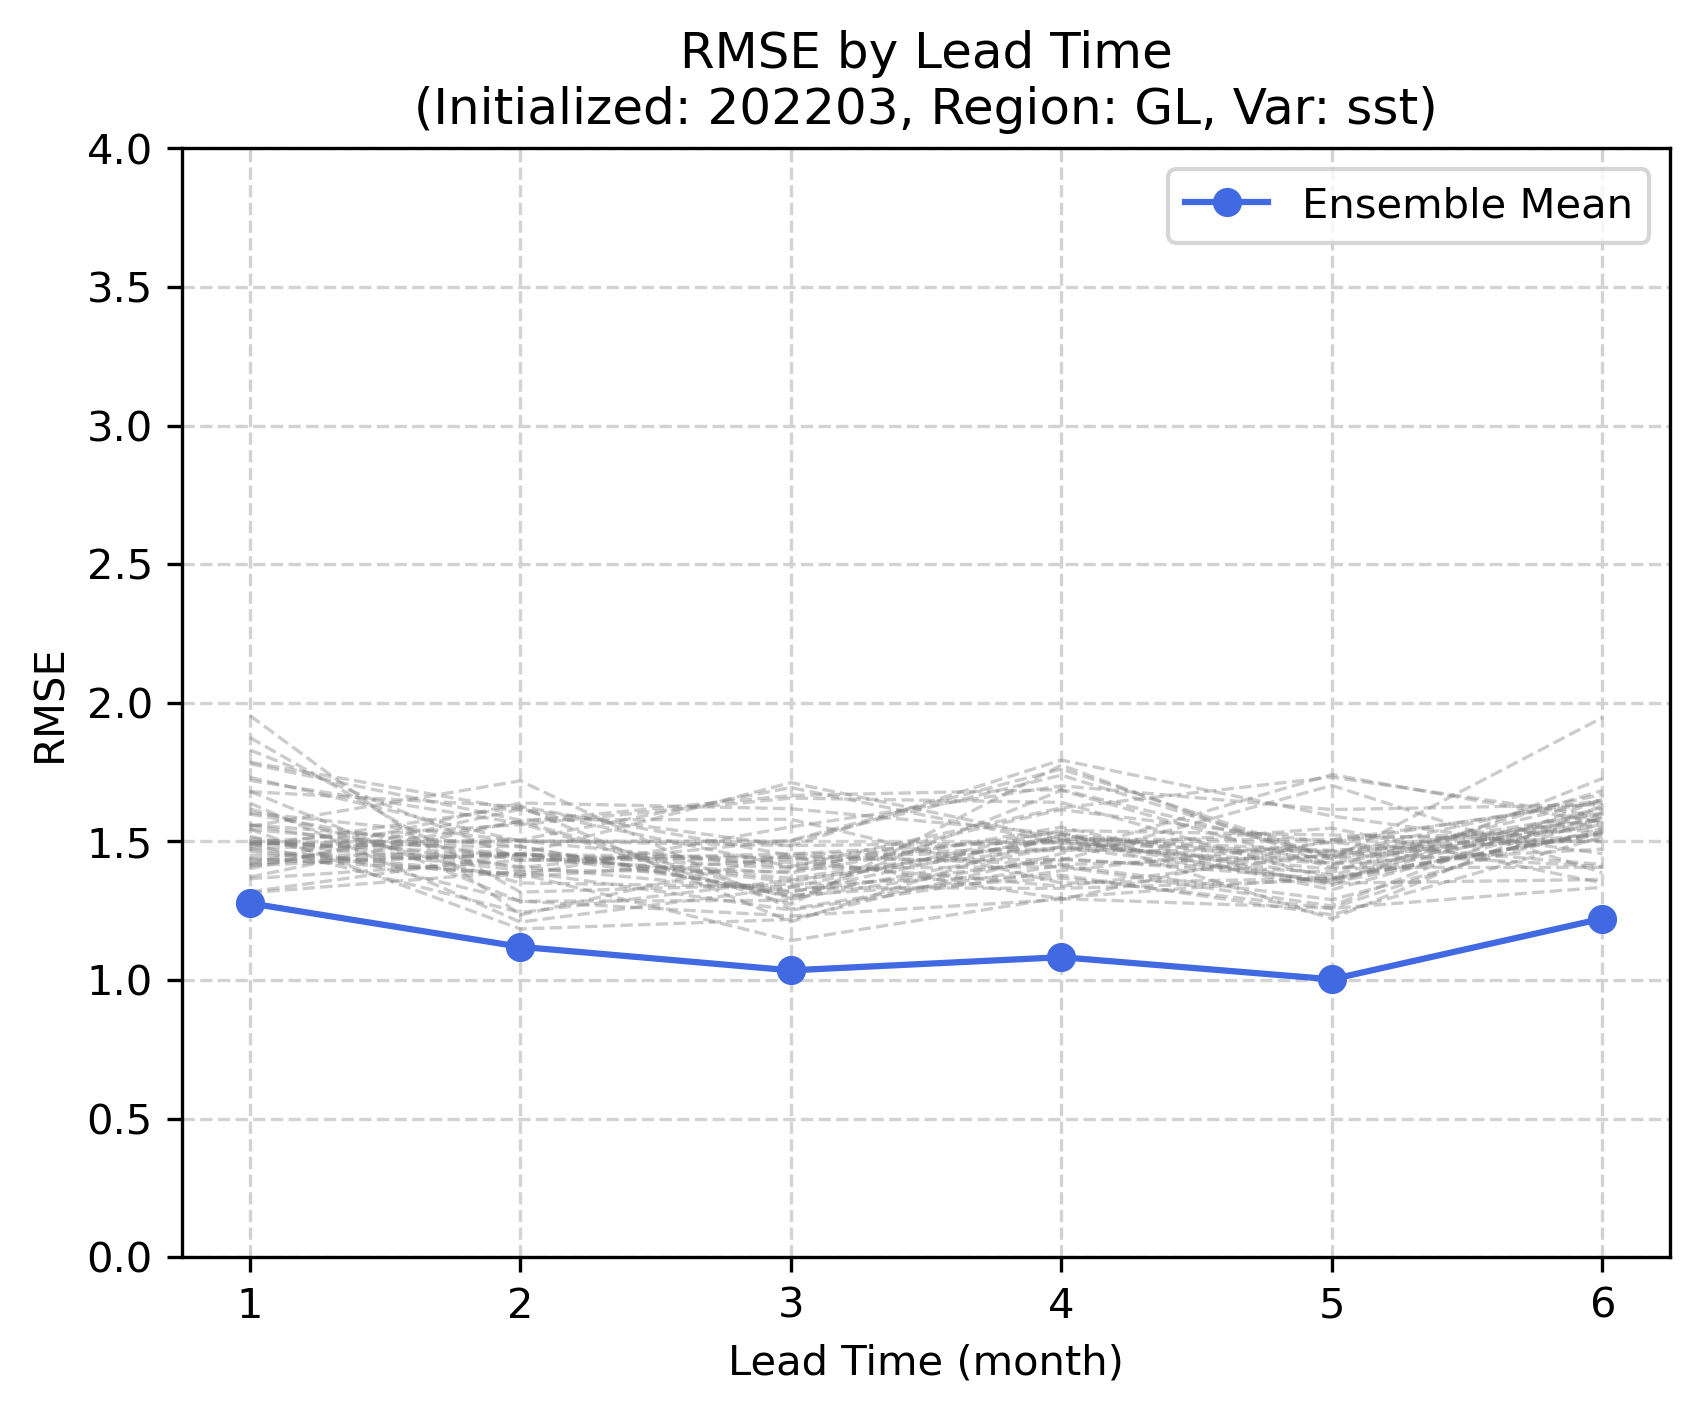 RMSE by Lead Time
(Initialized: 202203, Region: GL, Var: sst)
Ensemble Mean
RMSE
4.0
3.5
3.0
2.5
2.0
1.5
1.0
0.5
0.0
1 2 3 4 5 6
Lead Time (month)